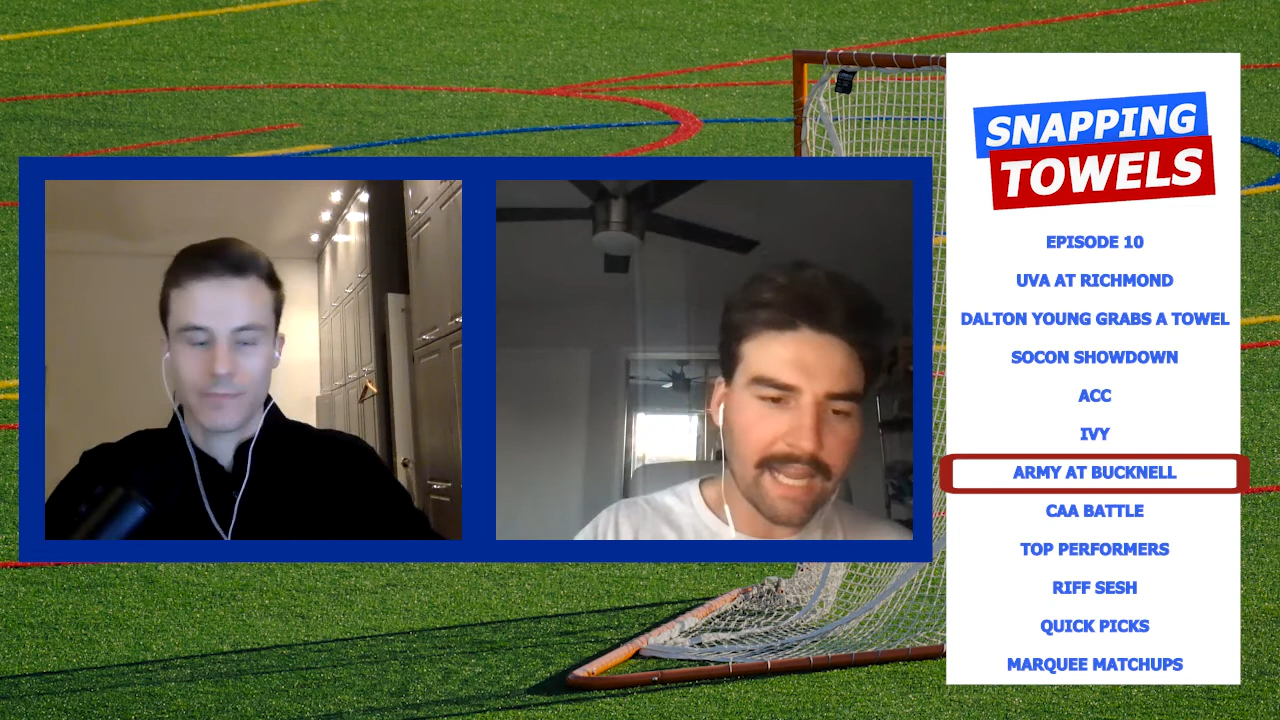 SNAPPING
TOWELS
EPISODE 10
UVA AT RICHMOND
DALTON YOUNG GRABS A TOWEL
SOCON SHOWDOWN
ACC
IVY
ARMY AT BUCKNELL
CAA BATTLE
TOP PERFORMERS
RIFF SESH
QUICK PICKS
MARQUEE MATCHUPS